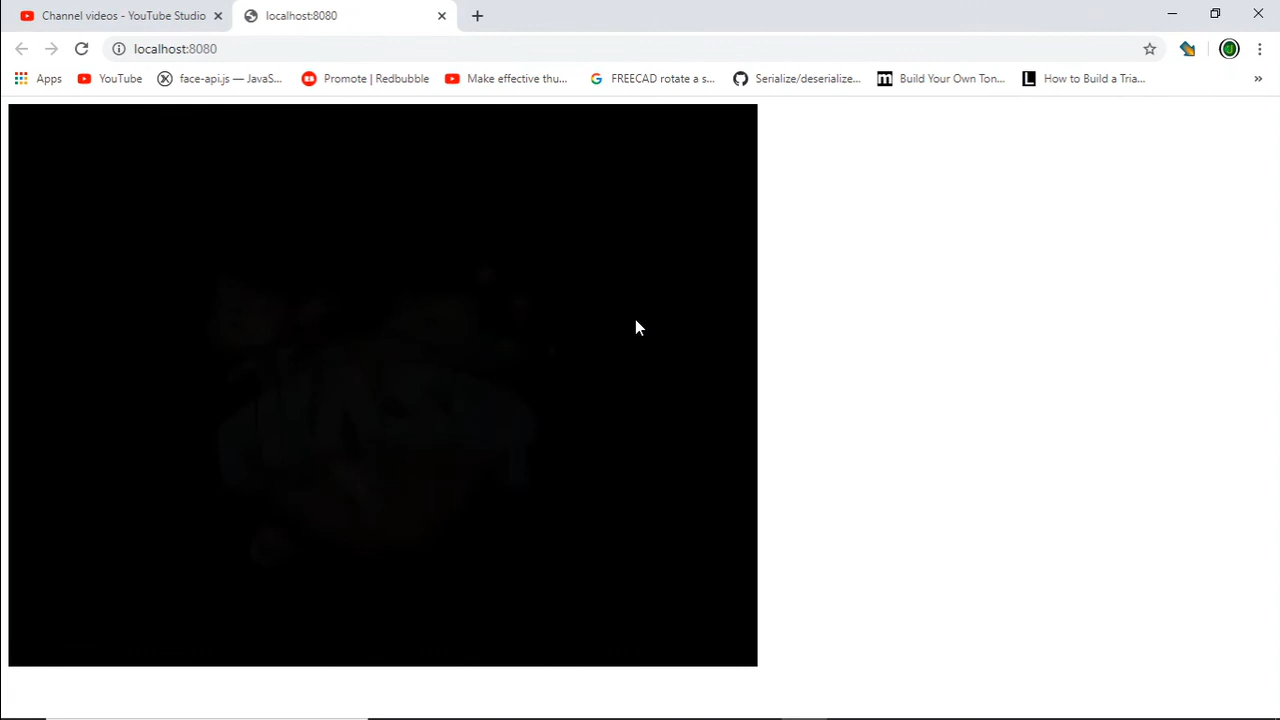 Channel videos - YouTube Studio
localhost:8080
localhost:8080
Apps
YouTube
face-api.js — JavaS...
Promote | Redbubble
Make effective thu...
FREECAD rotate a s...
Serialize/deserialize...
Build Your Own Ton...
How to Build a Tria...
»